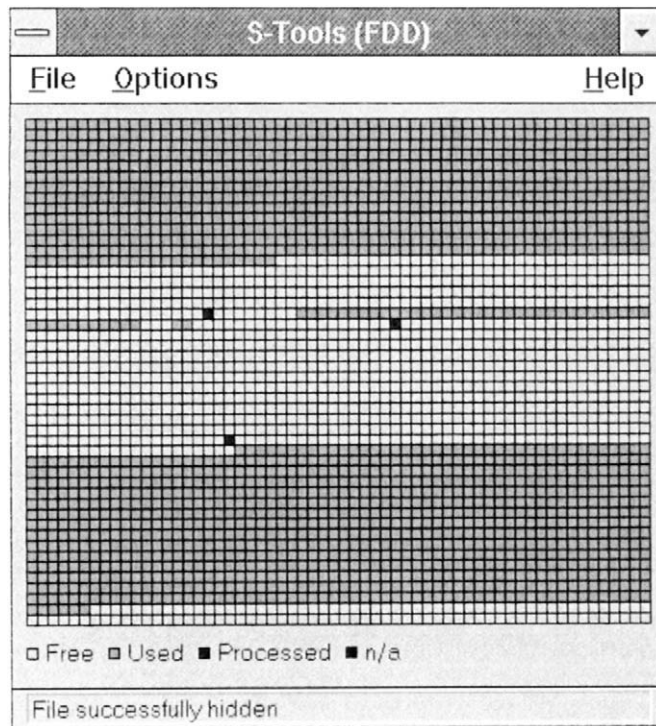 S-Tools (FDD)
File Options Help
Free Used Processed n/a
File successfully hidden